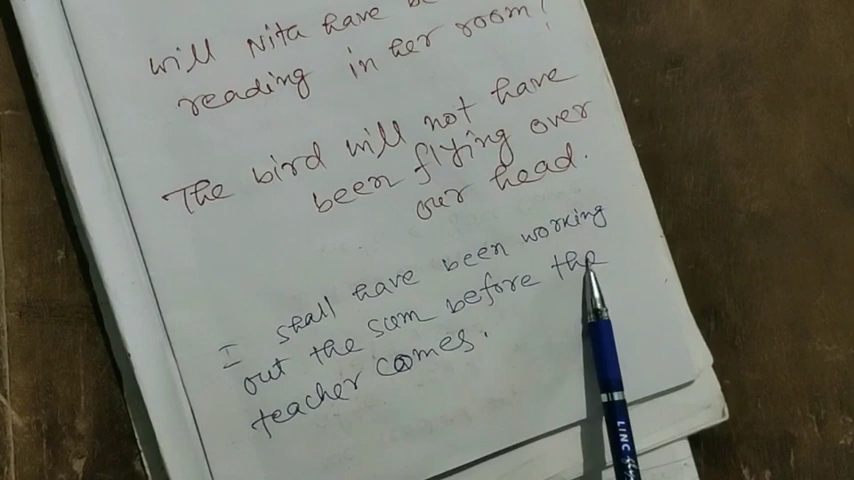 will Nita have
reading in her room?
The bird will not have
been flying over
our head.
I shall have been working
out the sum before the
teacher comes.
LINC